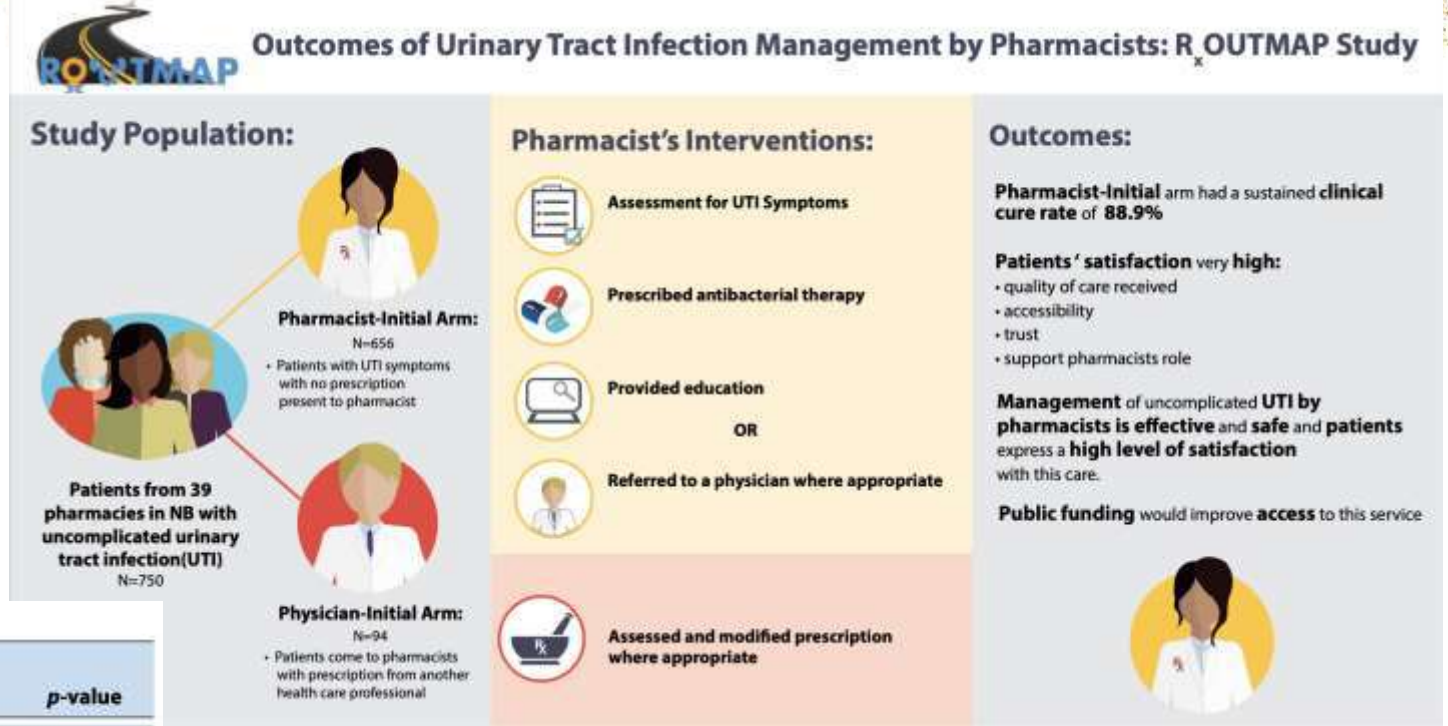 ROUTMAP
Outcomes of Urinary Tract Infection Management by Pharmacists: RxOUTMAP Study
Study Population:
Pharmacist-Initial Arm:
N=656
• Patients with UTI symptoms
with no prescription
present to pharmacist
Patients from 39
pharmacies in NB with
uncomplicated urinary
tract infection(UTI)
N=750
Physician-Initial Arm:
N=94
• Patients come to pharmacists
with prescription from another
health care professional
p-value
Pharmacist's Interventions:
Assessment for UTI Symptoms
Prescribed antibacterial therapy
Provided education
OR
Referred to a physician where appropriate
Rx
Assessed and modified prescription
where appropriate
Outcomes:
Pharmacist-Initial arm had a sustained clinical
cure rate of 88.9%
Patients' satisfaction very high:
• quality of care received
• accessibility
• trust
• support pharmacists role
Management of uncomplicated UTI by
pharmacists is effective and safe and patients
express a high level of satisfaction
with this care.
Public funding would improve access to this service